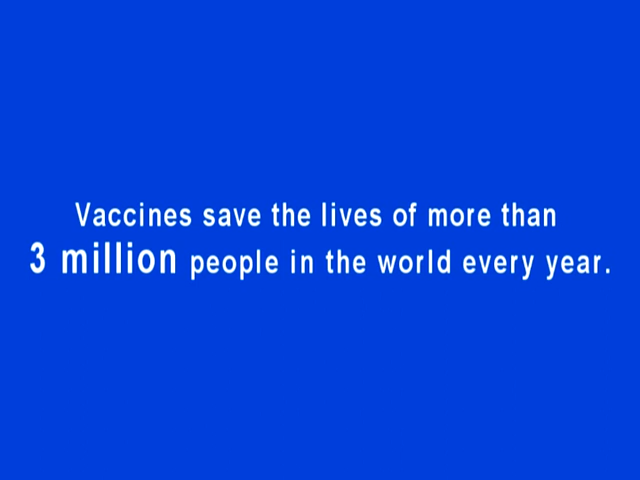 Vaccines save the lives of more than
3 million people in the world every year.